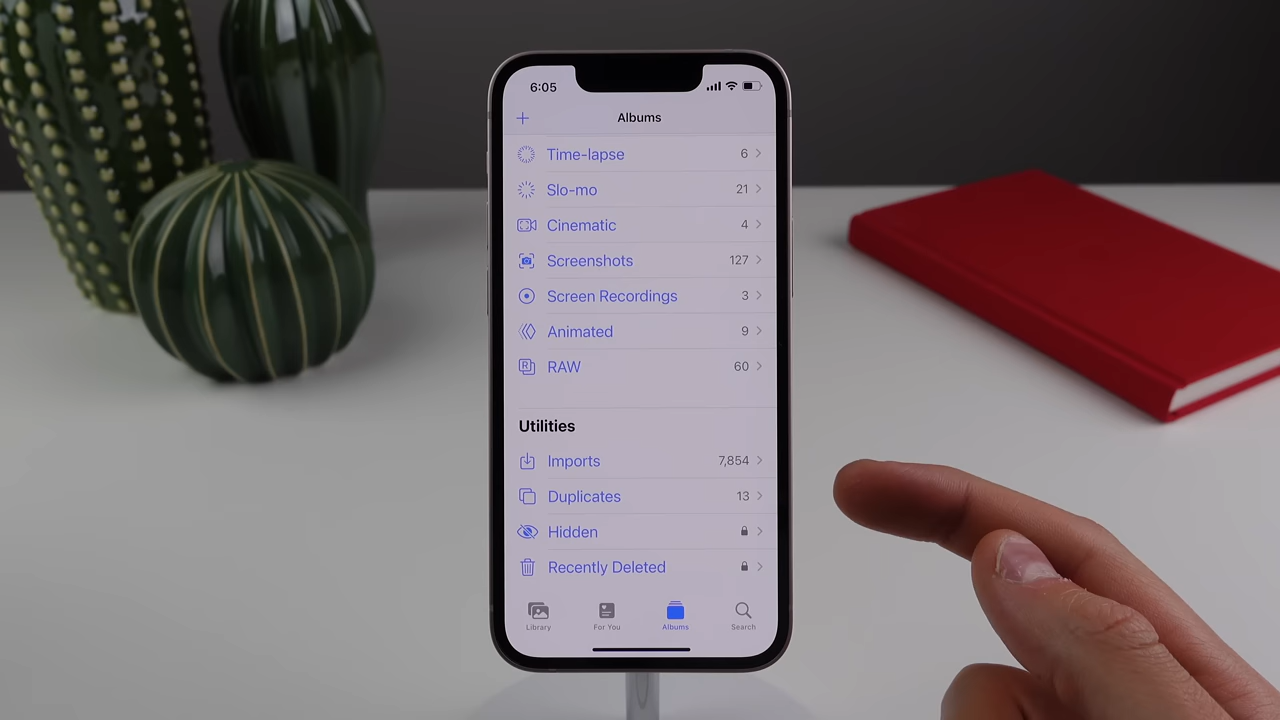 6:05
Albums
Time-lapse 6
Slo-mo 21
Cinematic 4
Screenshots 127
Screen Recordings 3
Animated 9
RAW 60
Utilities
Imports 7,854
Duplicates 13
Hidden
Recently Deleted
Library For You Albums Search